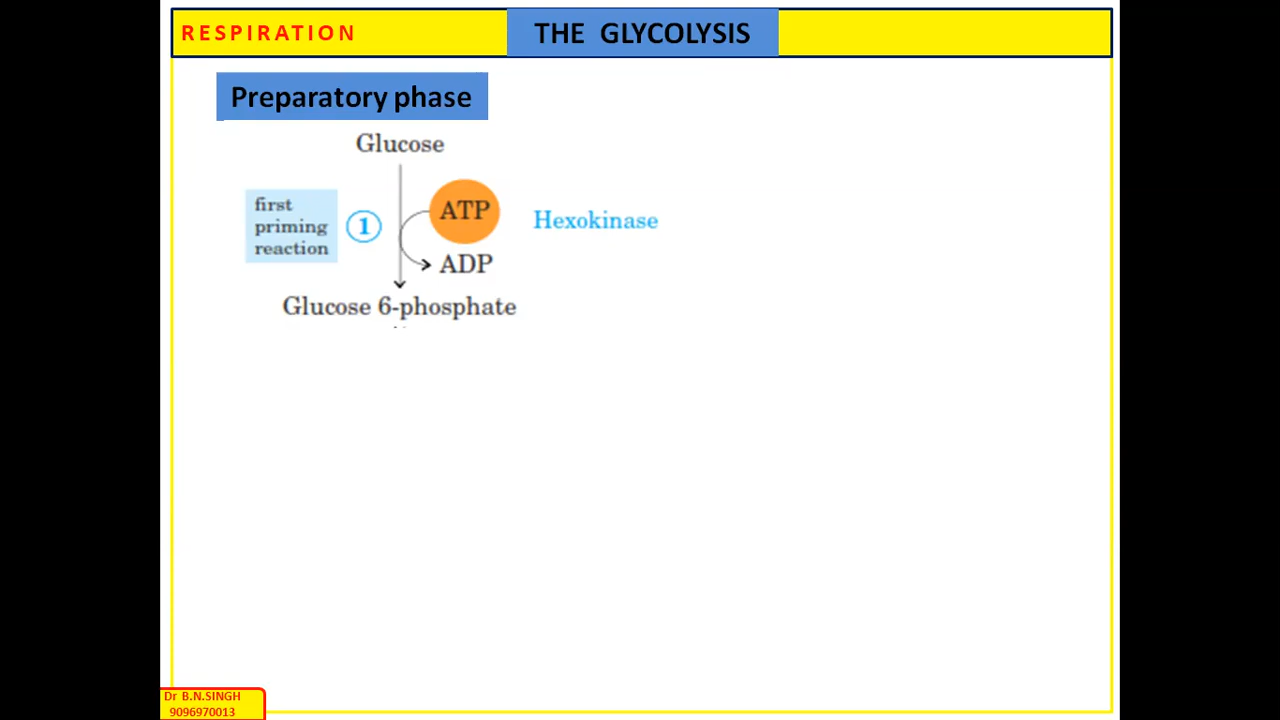 RESPIRATION
THE GLYCOLYSIS
Preparatory phase
Glucose
first
priming
reaction
1
ATP
ADP
Hexokinase
Glucose 6-phosphate
Dr B.N.SINGH
9096970013